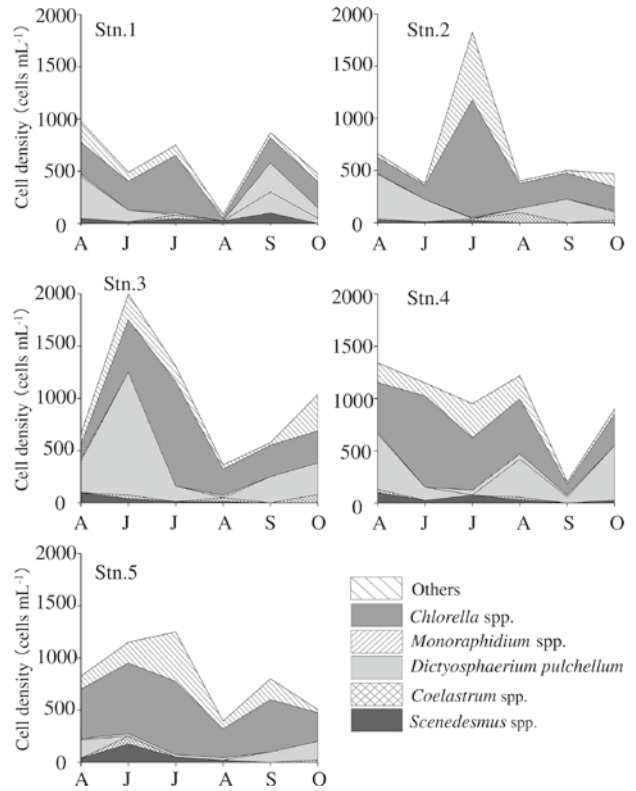 Stn.1
2000
1500
1000
500
0
Cell density (cells mL-1)
A J J A S O
Stn.2
2000
1500
1000
500
0
A J J A S O
Stn.3
2000
1500
1000
500
0
Cell density (cells mL-1)
A J J A S O
Stn.4
2000
1500
1000
500
0
A J J A S O
Stn.5
2000
1500
1000
500
0
Cell density (cells mL-1)
A J J A S O
Others
Chlorella spp.
Monoraphidium spp.
Dictyosphaerium pulchellum
Coelastrum spp.
Scenedesmus spp.